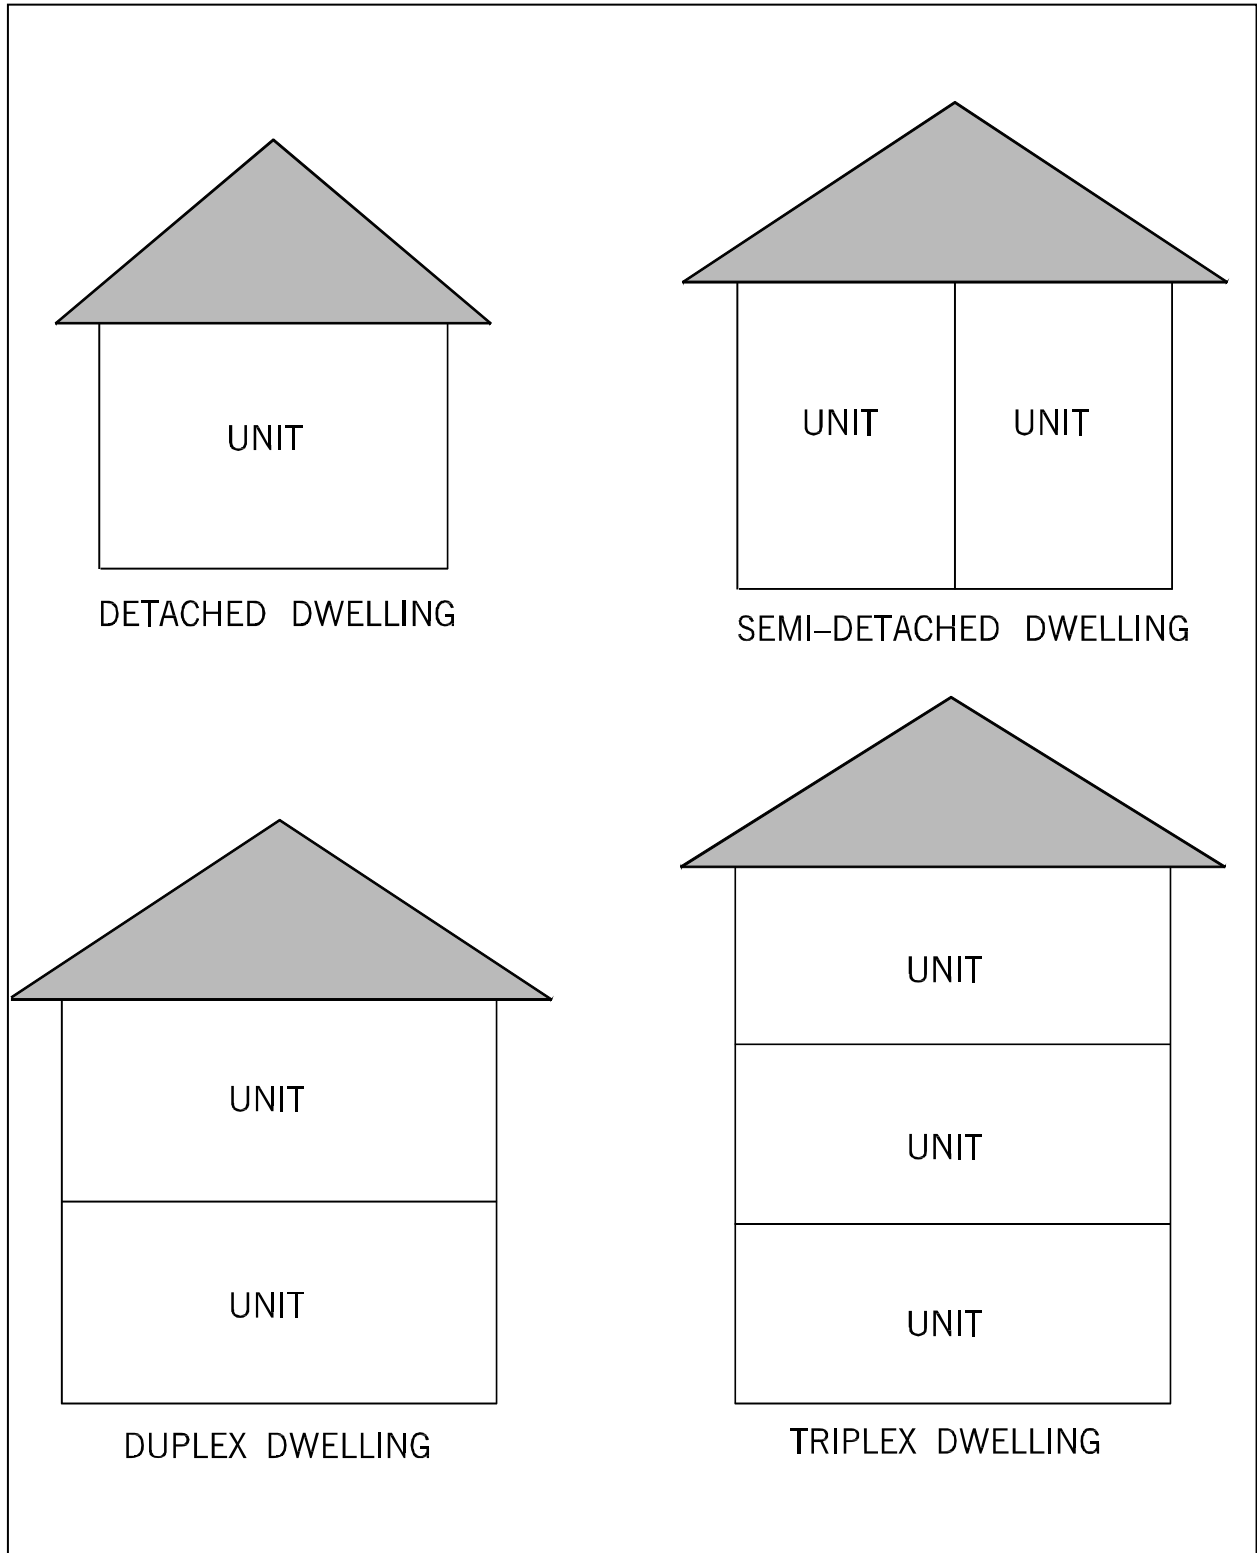 UNIT
DETACHED DWELLING
UNIT UNIT
SEMI–DETACHED DWELLING
UNIT
UNIT
DUPLEX DWELLING
UNIT
UNIT
UNIT
TRIPLEX DWELLING